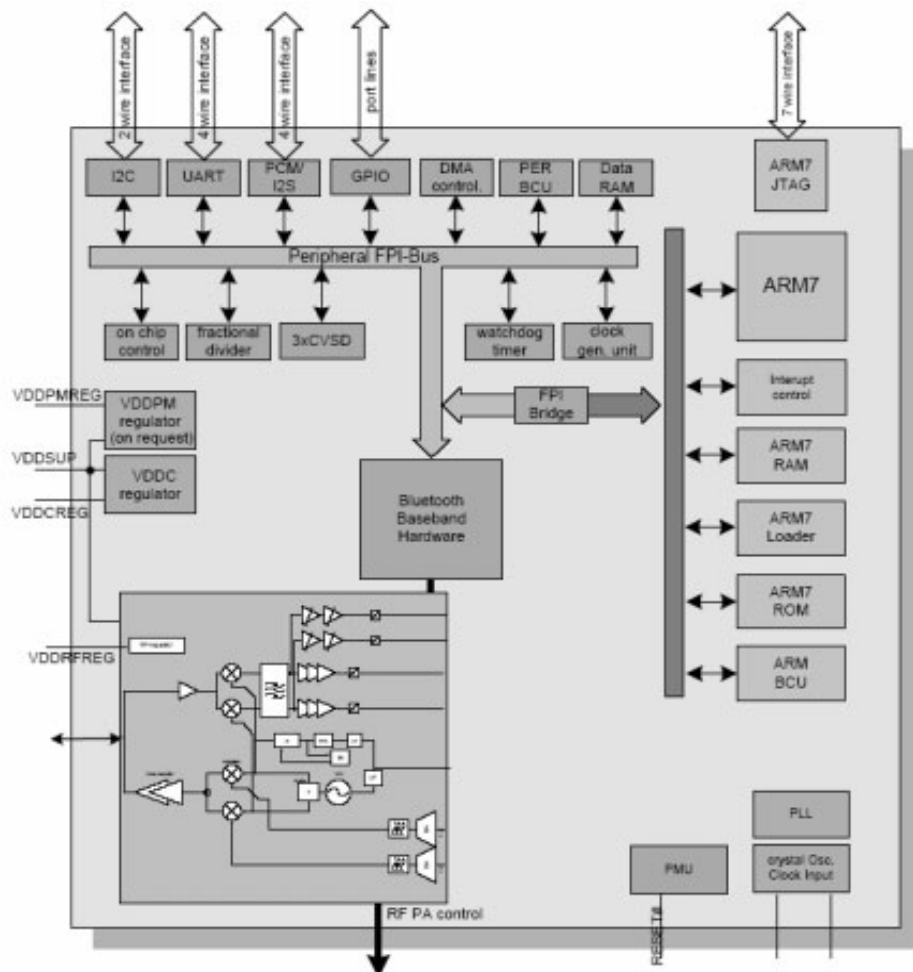 2 wire interface
4 wire interface
4 wire interface
port lines
7 wire interface
I2C
UART
PCM/
I2S
GPIO
DMA
control.
PER
BCU
Data
RAM
ARM7
JTAG
Peripheral FPI-Bus
ARM7
on chip
control
fractional
divider
3xCVSD
watchdog
timer
clock
gen. unit
Interupt
control
FPI
Bridge
VDDPMREG
VDDPM
regulator
(on request)
VDDSUP
VDDC
regulator
VDDCREG
ARM7
RAM
Bluetooth
Baseband
Hardware
ARM7
Loader
ARM7
ROM
VDDRFREG
ARM
BCU
PLL
PMU
crystal Osc.
Clock Input
RF PA control
RESET#